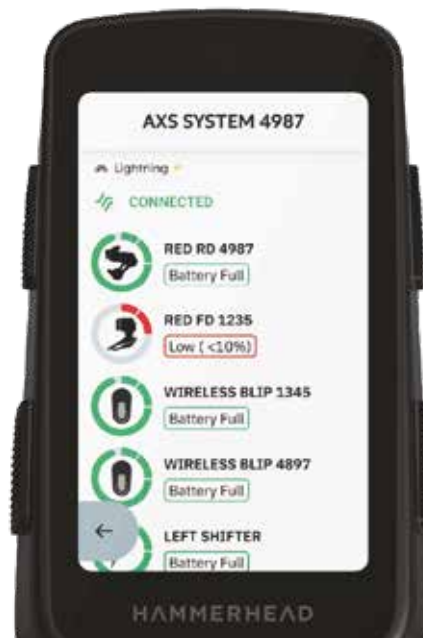 AXS SYSTEM 4987
Lightning
CONNECTED
RED RD 4987
Battery Full
RED FD 1235
Low ( <10%)
WIRELESS BLIP 1345
Battery Full
WIRELESS BLIP 4897
Battery Full
LEFT SHIFTER
Battery Full
HAMMERHEAD